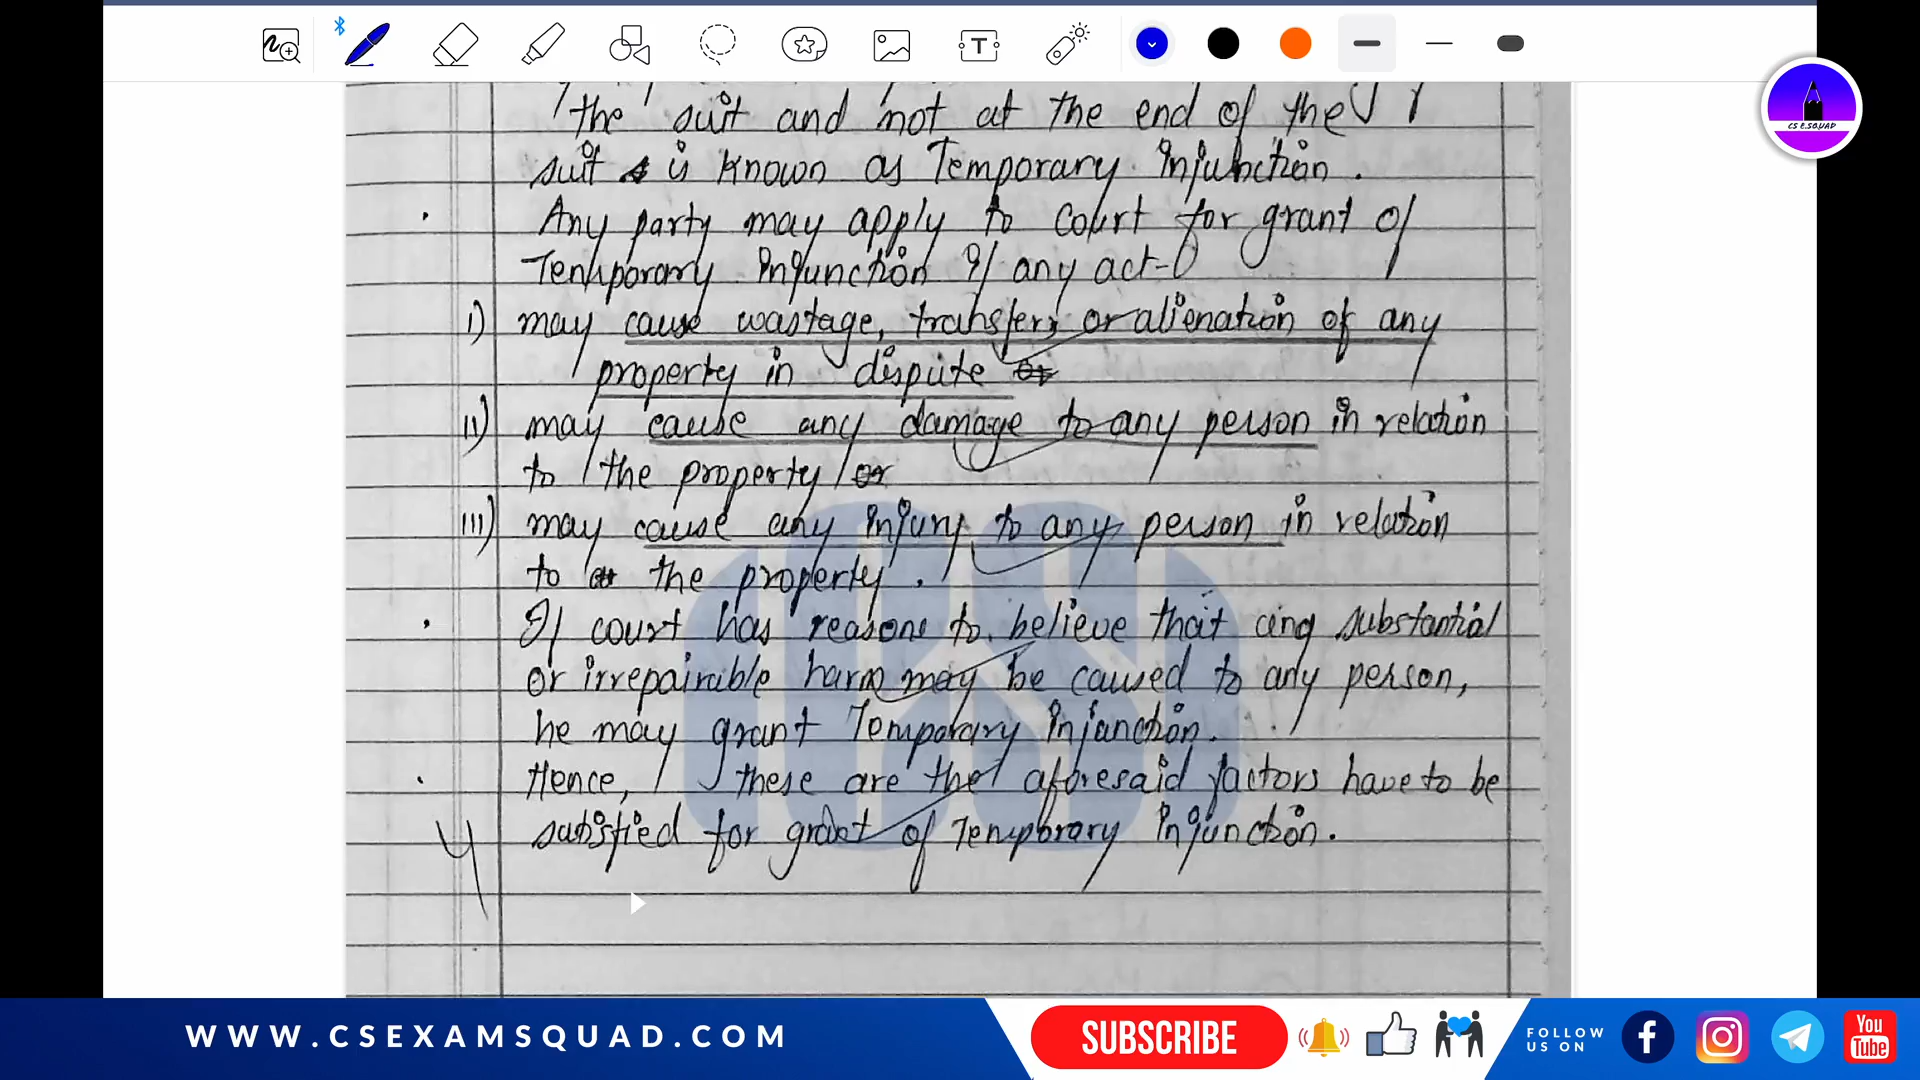 the suit and not at the end of the
suit is known as Temporary Injunction.
. Any party may apply to court for grant of
Temporary Injunction If any act-
i) may cause wastage, transfer, or alienation of any
property in dispute or
ii) may cause any damage to any person in relation
to the property or
iii) may cause any injury to any person in relation
to the property.
. If court has reasons to believe that any substantial
or irrepairable harm may be caused to any person,
he may grant Temporary Injunction.
. Hence, these are the aforesaid factors have to be
satisfied for grant of Temporary Injunction.
4
T
CS E.SQUAD
CS
WWW.CSEXAMSQUAD.COM
SUBSCRIBE
FOLLOW
US ON
You
Tube